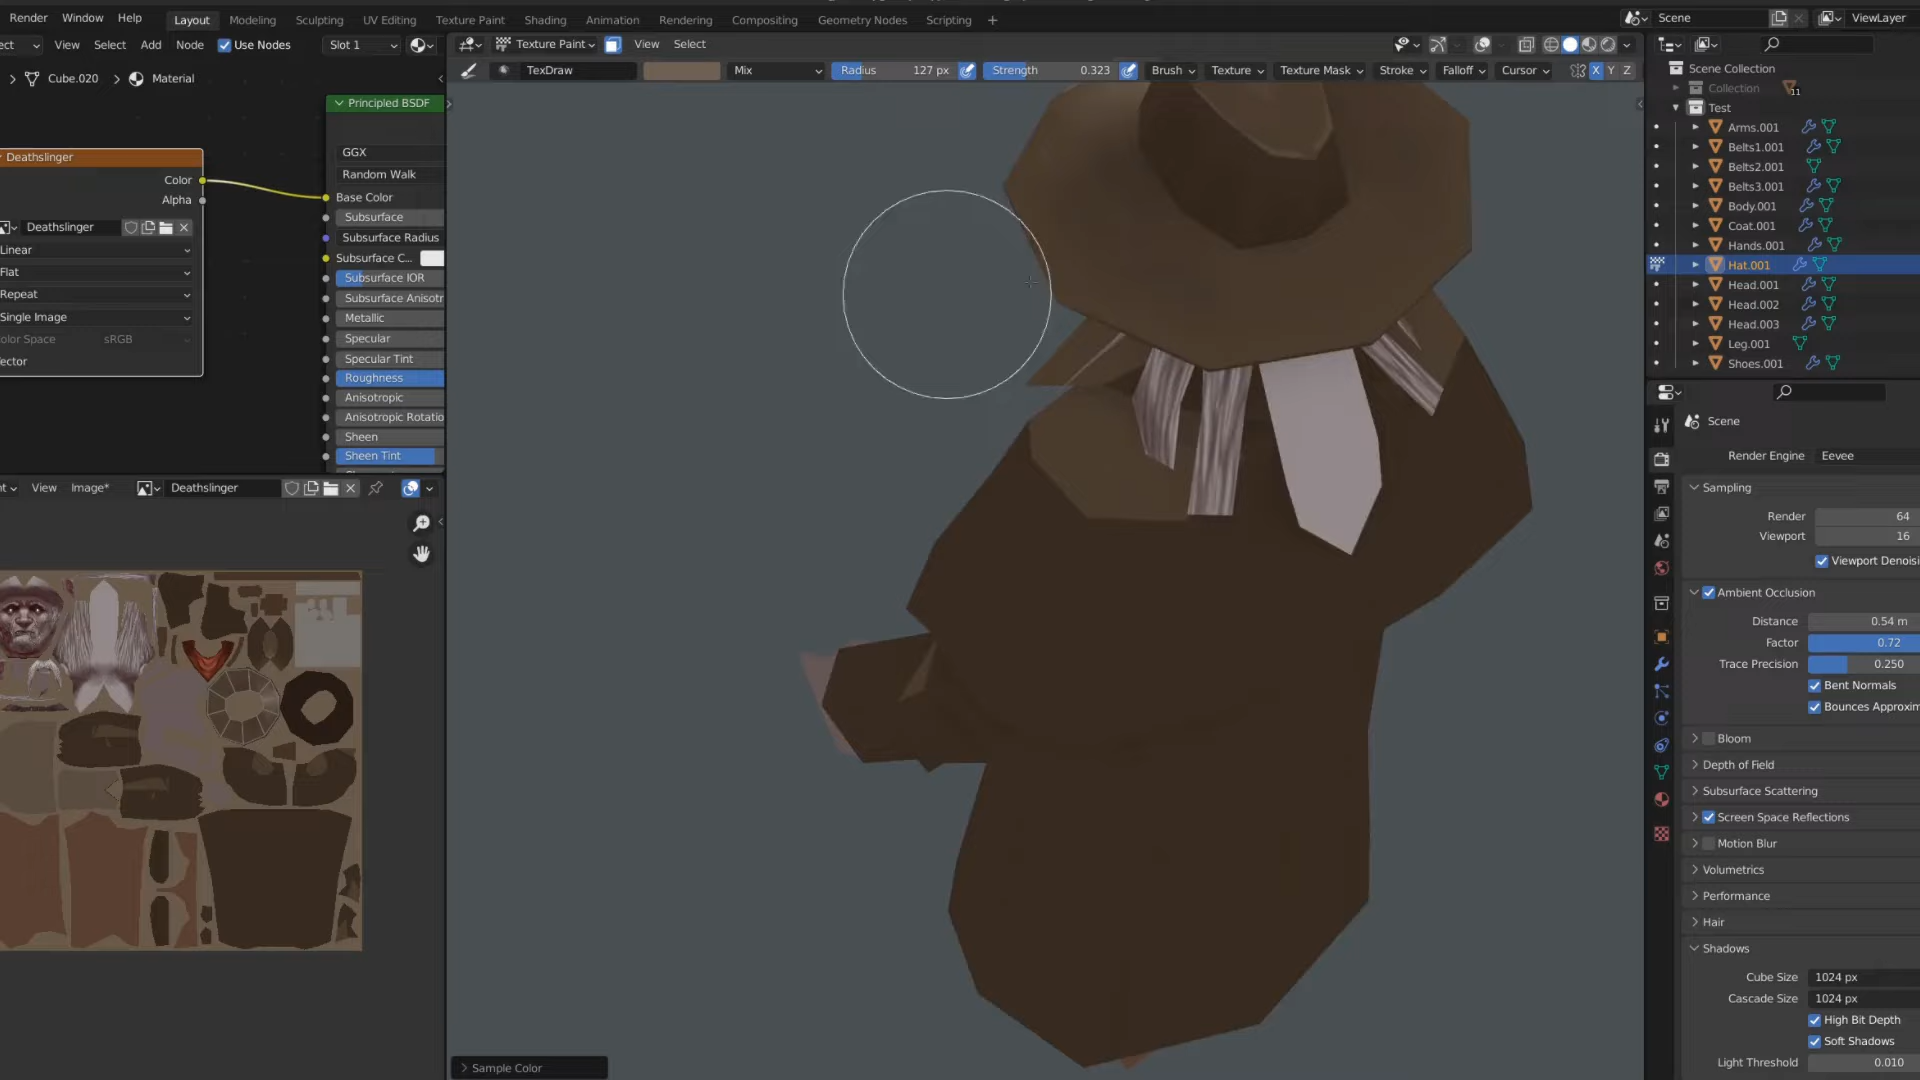 Render Window Help Layout Modeling Sculpting UV Editing Texture Paint Shading Animation Rendering Compositing Geometry Nodes Scripting + Scene ViewLayer
ect View Select Add Node Use Nodes Slot 1 Texture Paint View Select
TexDraw Mix Radius 127 px Strength 0.323 Brush Texture Texture Mask Stroke Falloff Cursor X Y Z
Cube.020 Material
Principled BSDF
GGX
Random Walk
Deathslinger
Color
Alpha
Deathslinger
Linear
Flat
Repeat
Single Image
olor Space sRGB
ector
Base Color
Subsurface
Subsurface Radius
Subsurface C...
Subsurface IOR
Subsurface Anisotr
Metallic
Specular
Specular Tint
Roughness
Anisotropic
Anisotropic Rotatio
Sheen
Sheen Tint
nt View Image* Deathslinger
Sample Color
Scene Collection
Collection 11
Test
Arms.001
Belts1.001
Belts2.001
Belts3.001
Body.001
Coat.001
Hands.001
Hat.001
Head.001
Head.002
Head.003
Leg.001
Shoes.001
Scene
Render Engine Eevee
Sampling
Render 64
Viewport 16
Viewport Denoisi
Ambient Occlusion
Distance 0.54 m
Factor 0.72
Trace Precision 0.250
Bent Normals
Bounces Approxim
Bloom
Depth of Field
Subsurface Scattering
Screen Space Reflections
Motion Blur
Volumetrics
Performance
Hair
Shadows
Cube Size 1024 px
Cascade Size 1024 px
High Bit Depth
Soft Shadows
Light Threshold 0.010